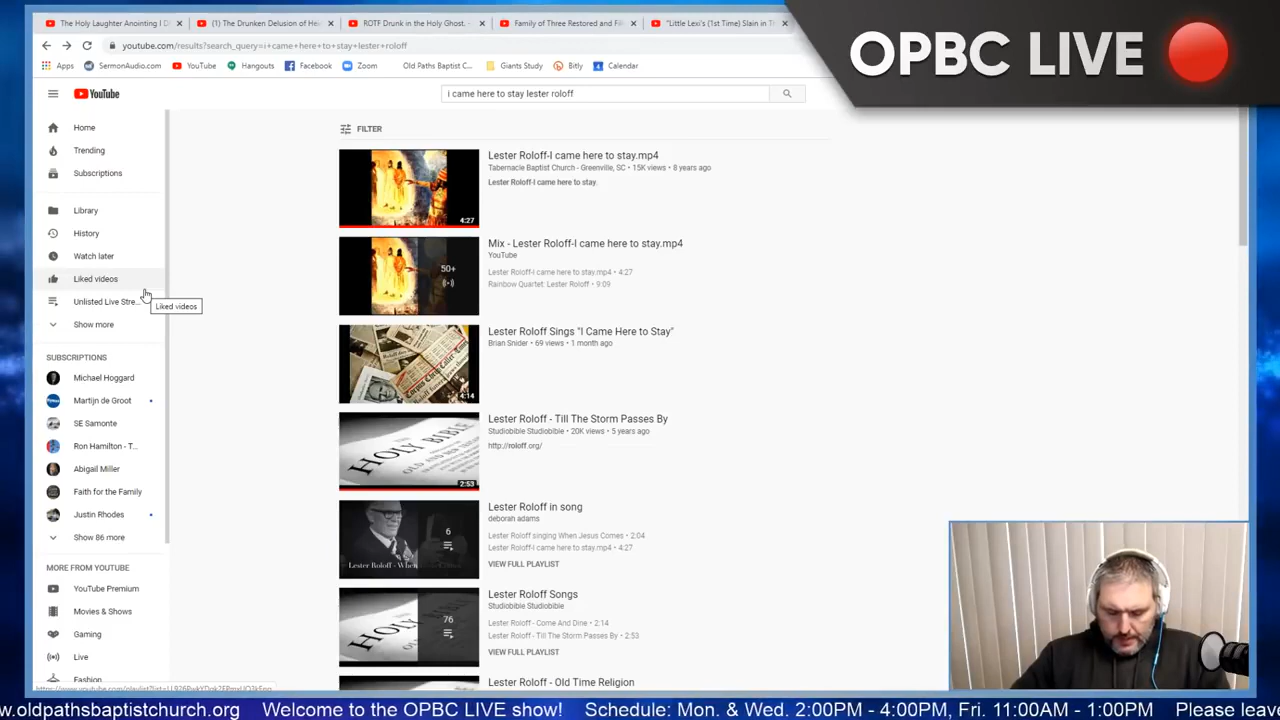 The Holy Laughter Anointing I D
(1) The Drunken Delusion of He
ROTF Drunk in the Holy Ghost. -
Family of Three Restored and Fi
"Little Lexi's (1st Time) Slain in T
OPBC LIVE
youtube.com/results?search_query=i+came+here+to+stay+lester+roloff
Apps SermonAudio.com YouTube Hangouts Facebook Zoom Old Paths Baptist C... Giants Study Bitly Calendar
YouTube
i came here to stay lester roloff
Home
Trending
Subscriptions
Library
History
Watch later
Liked videos
Liked videos
Unlisted Live Stre...
Show more
SUBSCRIPTIONS
Michael Hoggard
Martijn de Groot
SE Samonte
Ron Hamilton - T...
Abigail Miller
Faith for the Family
Justin Rhodes
Show 86 more
MORE FROM YOUTUBE
YouTube Premium
Movies & Shows
Gaming
Live
Fashion
FILTER
Lester Roloff-I came here to stay.mp4
Tabernacle Baptist Church - Greenville, SC • 15K views • 8 years ago
Lester Roloff-I came here to stay.
4:27
Mix - Lester Roloff-I came here to stay.mp4
YouTube
Lester Roloff-I came here to stay.mp4 • 4:27
Rainbow Quartet: Lester Roloff • 9:09
50+
Lester Roloff Sings "I Came Here to Stay"
Brian Snider • 69 views • 1 month ago
4:14
Lester Roloff - Till The Storm Passes By
Studiobible Studiobible • 20K views • 5 years ago
http://roloff.org/
HOLY BIBLE
2:53
Lester Roloff in song
deborah adams
Lester Roloff singing When Jesus Comes • 2:04
Lester Roloff-I came here to stay.mp4 • 4:27
VIEW FULL PLAYLIST
6
Lester Roloff - When
Lester Roloff Songs
Studiobible Studiobible
Lester Roloff - Come And Dine • 2:14
Lester Roloff - Till The Storm Passes By • 2:53
VIEW FULL PLAYLIST
76
Lester Roloff - Old Time Religion
w.oldpathsbaptistchurch.org Welcome to the OPBC LIVE show! Schedule: Mon. & Wed. 2:00PM - 4:00PM, Fri. 11:00AM - 1:00PM Please leave